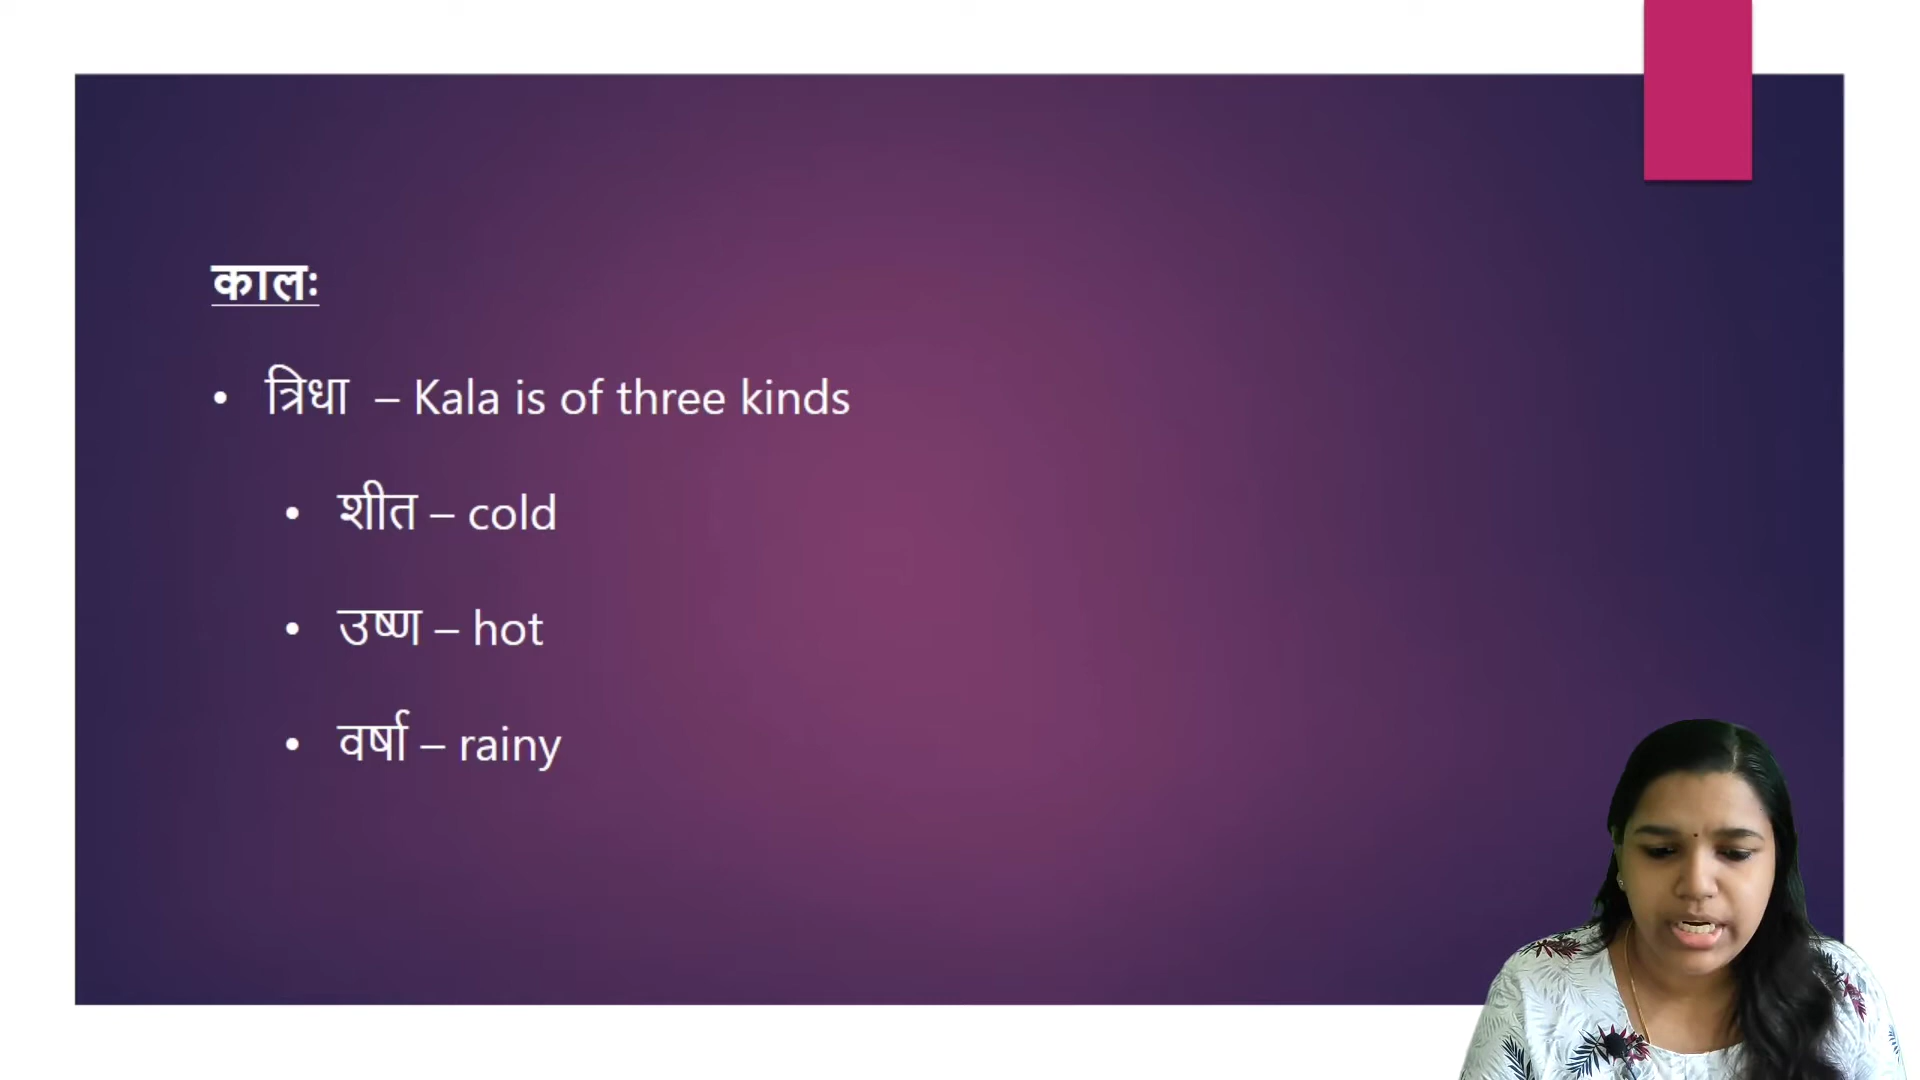 कालः
• त्रिधा – Kala is of three kinds
• शीत – cold
• उष्ण – hot
• वर्षा – rainy